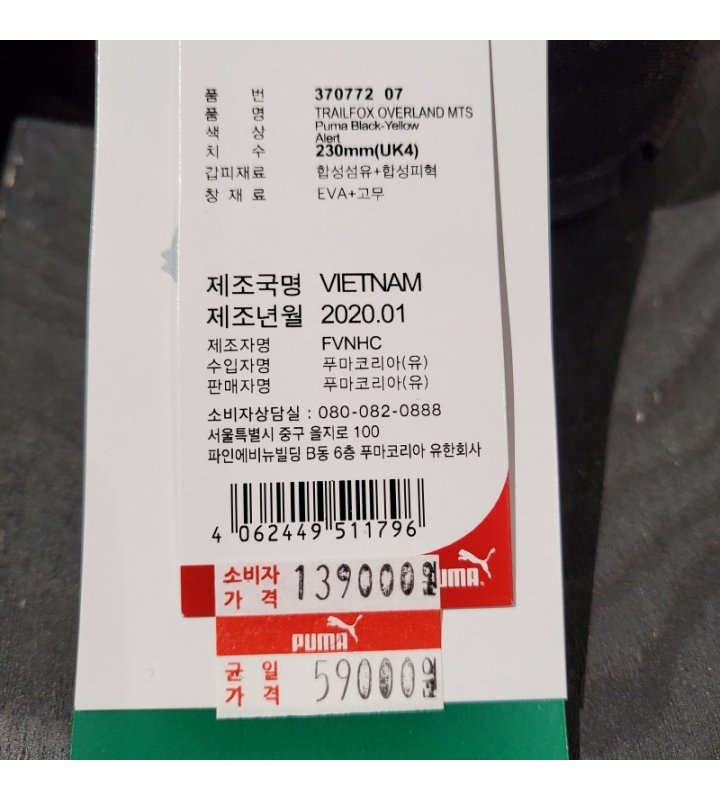 품 번 370772 07
품 명 TRAILFOX OVERLAND MTS
색 상 Puma Black-Yellow
Alert
치 수 230mm(UK4)
갑피재료 합성섬유+합성피혁
창 재 료 EVA+고무
제조국명 VIETNAM
제조년월 2020.01
제조자명 FVNHC
수입자명 푸마코리아(유)
판매자명 푸마코리아(유)
소비자상담실 : 080-082-0888
서울특별시 중구 을지로 100
파인에비뉴빌딩 B동 6층 푸마코리아 유한회사
4 062449 511796
PUMA.
소비자
가 격 139000원
PUMA
균 일
가 격 59000원